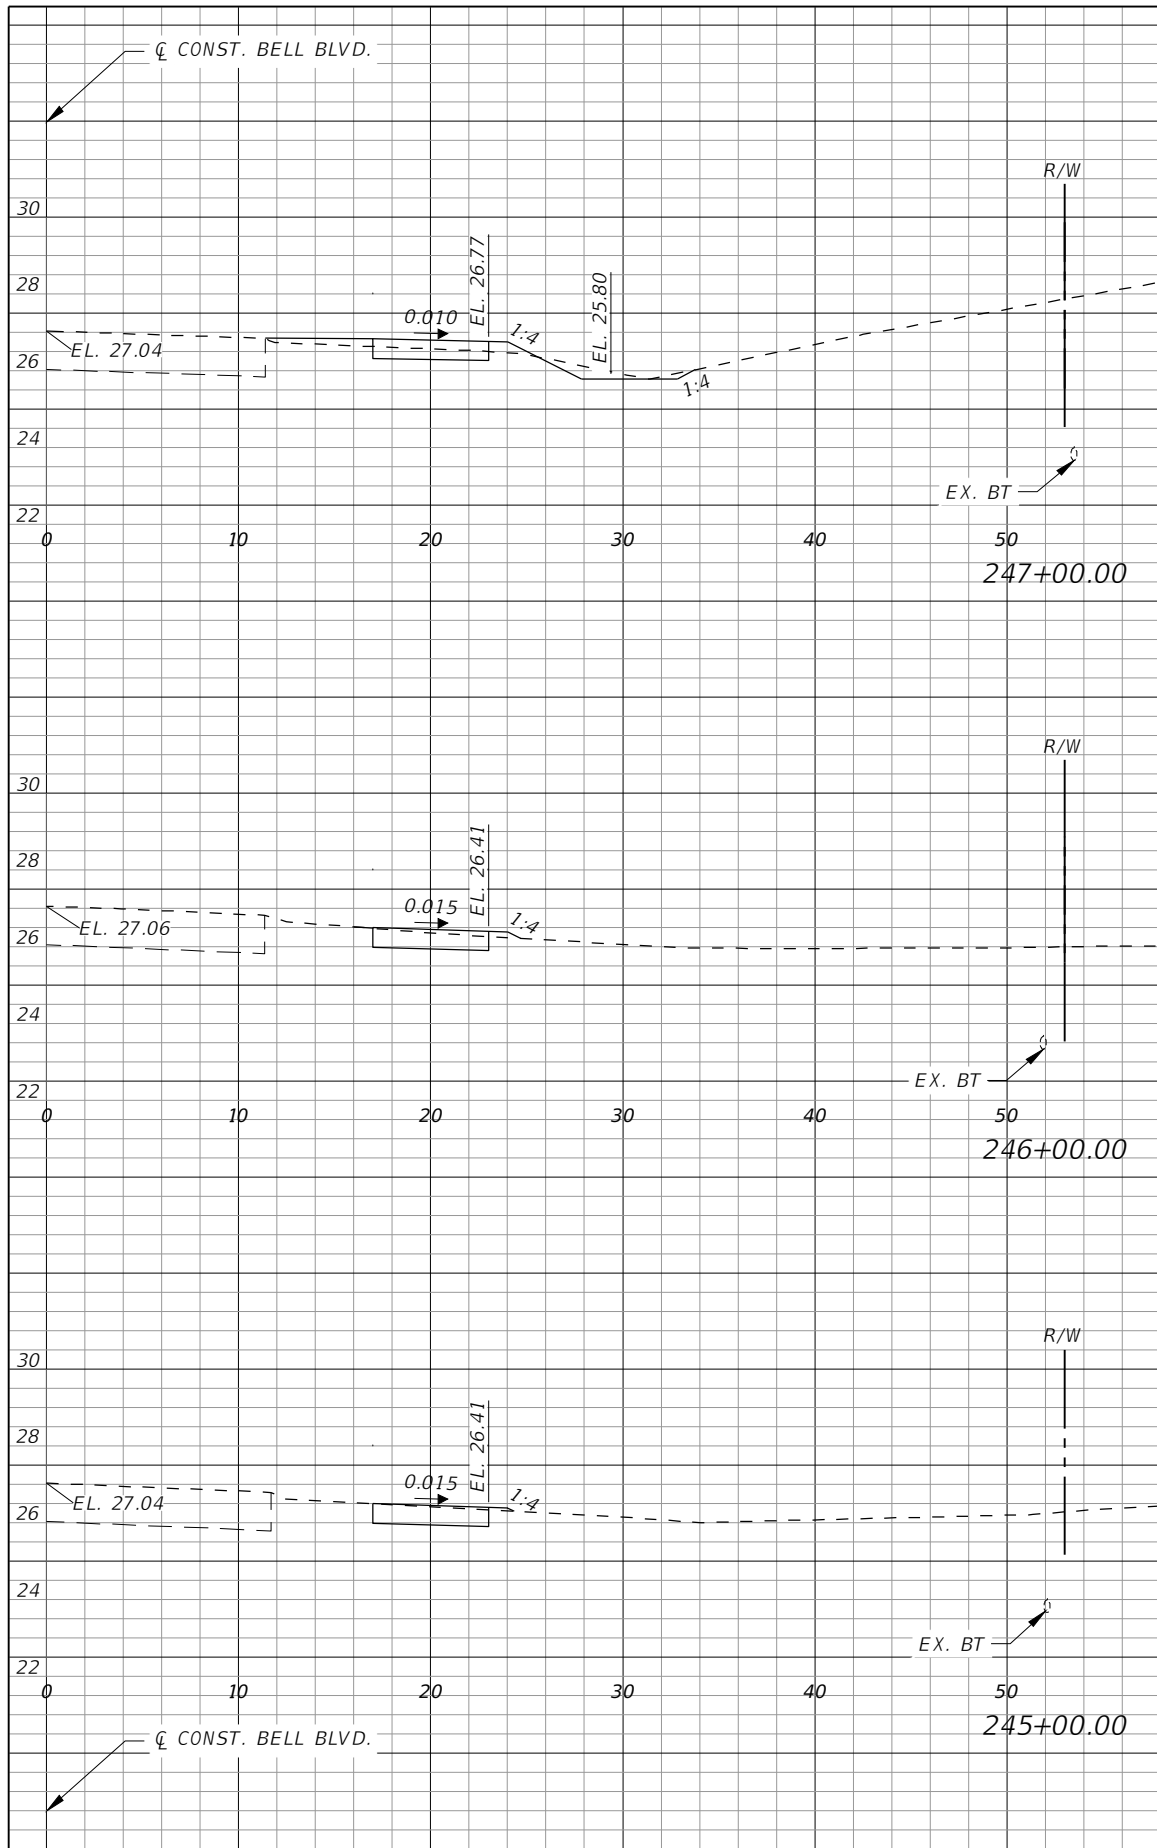 ℄ CONST. BELL BLVD.
R/W
30
EL. 26.77
28
EL. 25.80
0.010
1:4
EL. 27.04
26
1:4
24
EX. BT
22
0 10 20 30 40 50
247+00.00
R/W
30
28
EL. 26.41
0.015
1:4
EL. 27.06
26
24
EX. BT
22
0 10 20 30 40 50
246+00.00
R/W
30
28
EL. 26.41
0.015
1:4
EL. 27.04
26
24
EX. BT
22
0 10 20 30 40 50
245+00.00
℄ CONST. BELL BLVD.